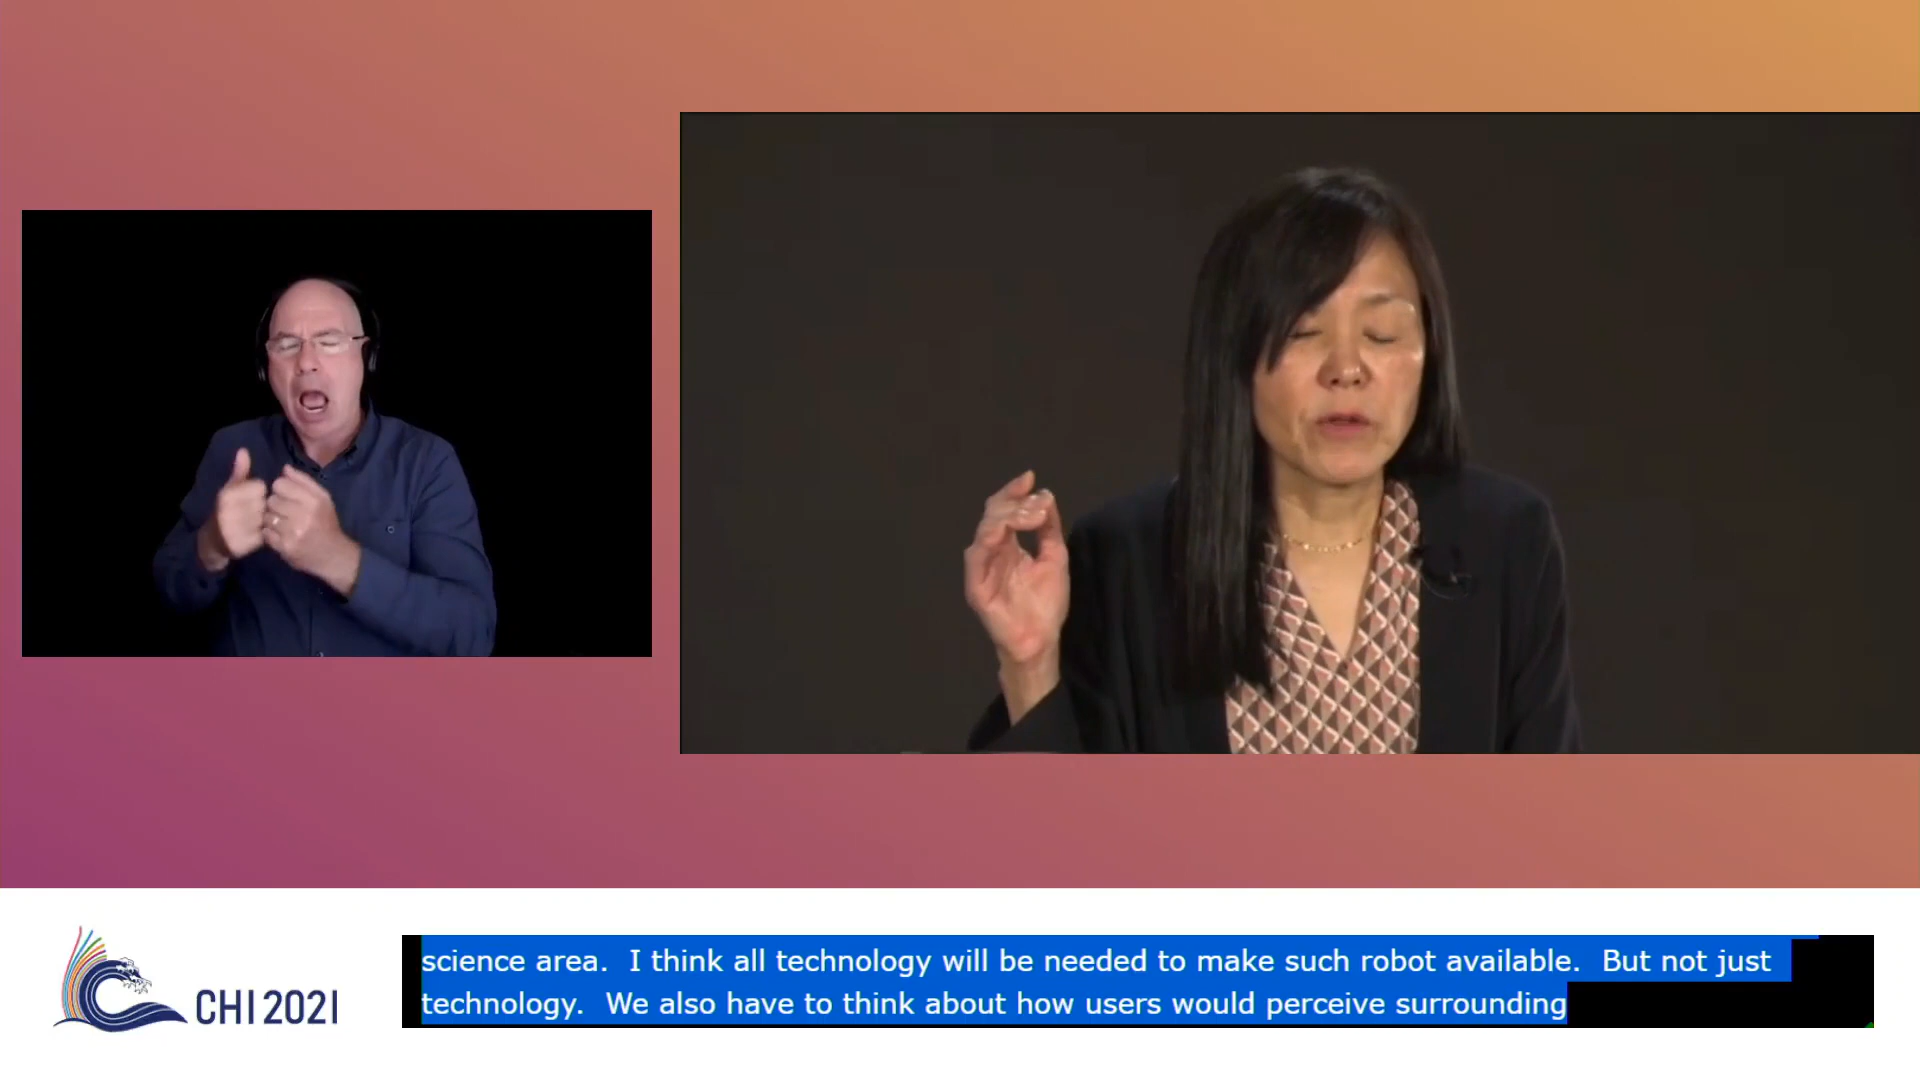 CHI 2021
science area.  I think all technology will be needed to make such robot available.  But not just
technology.  We also have to think about how users would perceive surrounding